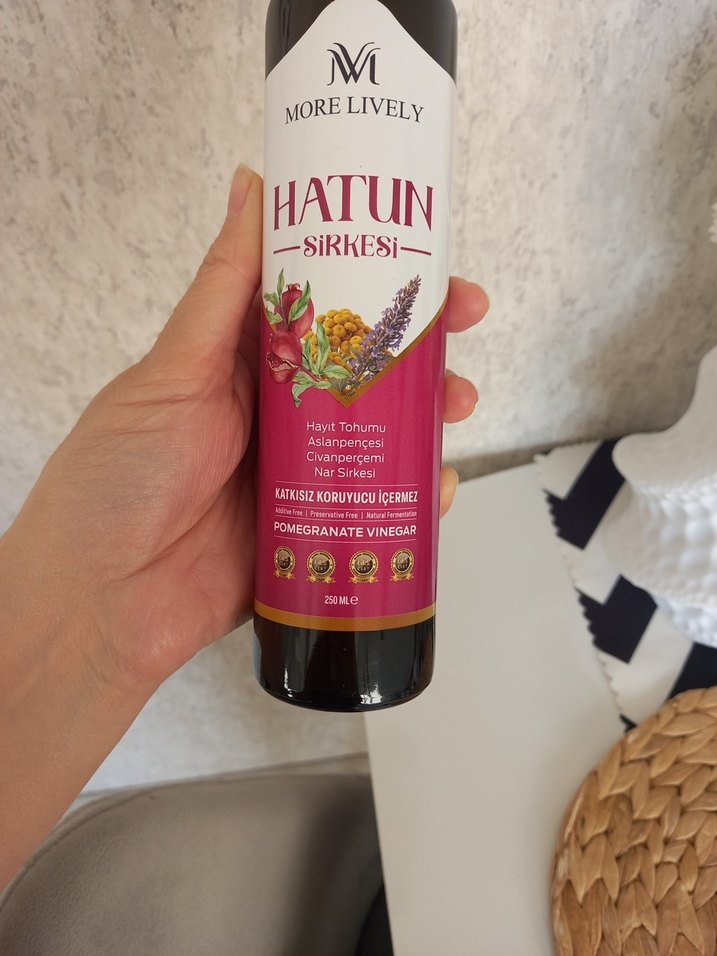 MORE LIVELY
HATUN
SİRKESİ
Hayıt Tohumu
Aslanpençesi
Civanperçemi
Nar Sirkesi
KATKISIZ KORUYUCU İÇERMEZ
Additive Free | Preservative Free | Natural Fermentation
POMEGRANATE VINEGAR
250 ML℮